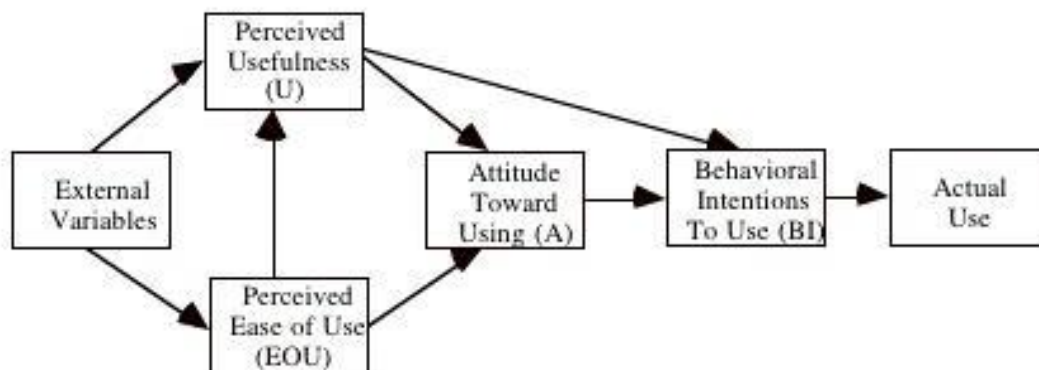 Perceived
Usefulness
(U)
External
Variables
Attitude
Toward
Using (A)
Behavioral
Intentions
To Use (BI)
Actual
Use
Perceived
Ease of Use
(EOU)